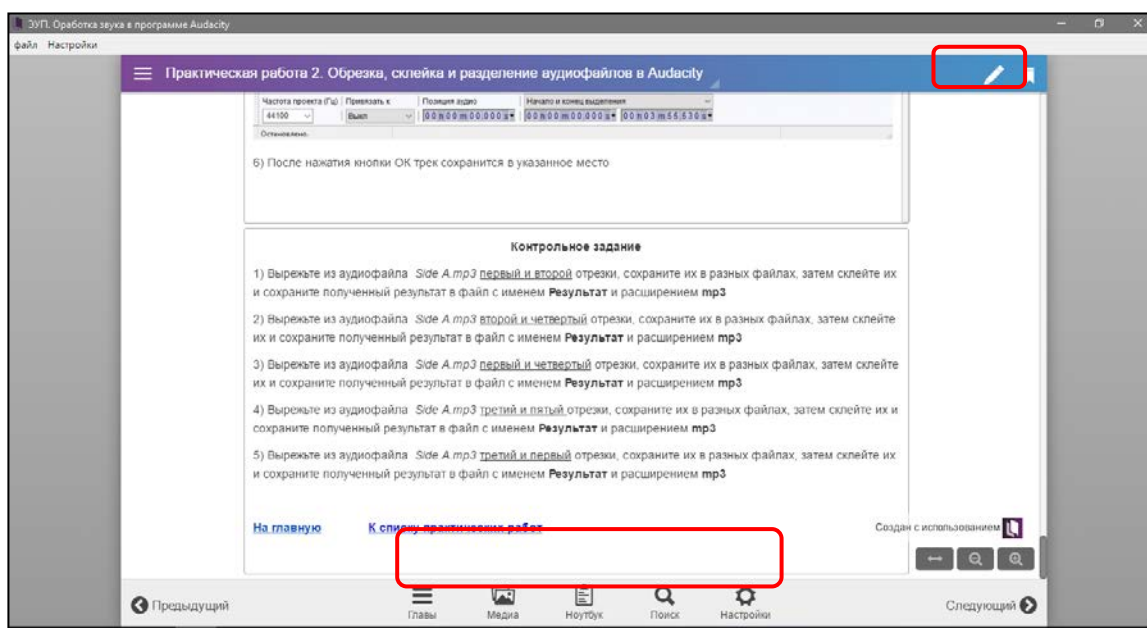 ЭУП. Оработка звука в программе Audacity
файл Настройки
Практическая работа 2. Обрезка, склейка и разделение аудиофайлов в Audacity
Частота проекта (Гц) Привязать к Позиция аудио Начало и конец выделения
44100 Выкл 00 h 00 m 00.000 s 00 h 00 m 00.000 s 00 h 03 m 55.530 s
Остановлено.
6) После нажатия кнопки ОК трек сохранится в указанное место
Контрольное задание
1) Вырежьте из аудиофайла Side A.mp3 первый и второй отрезки, сохраните их в разных файлах, затем склейте их
и сохраните полученный результат в файл с именем Результат и расширением mp3
2) Вырежьте из аудиофайла Side A.mp3 второй и четвертый отрезки, сохраните их в разных файлах, затем склейте
их и сохраните полученный результат в файл с именем Результат и расширением mp3
3) Вырежьте из аудиофайла Side A.mp3 первый и четвертый отрезки, сохраните их в разных файлах, затем склейте
их и сохраните полученный результат в файл с именем Результат и расширением mp3
4) Вырежьте из аудиофайла Side A.mp3 третий и пятый отрезки, сохраните их в разных файлах, затем склейте их и
сохраните полученный результат в файл с именем Результат и расширением mp3
5) Вырежьте из аудиофайла Side A.mp3 третий и первый отрезки, сохраните их в разных файлах, затем склейте их
и сохраните полученный результат в файл с именем Результат и расширением mp3
На главную К списку практических работ Создан с использованием
Предыдущий Главы Медиа Ноутбук Поиск Настройки Следующий